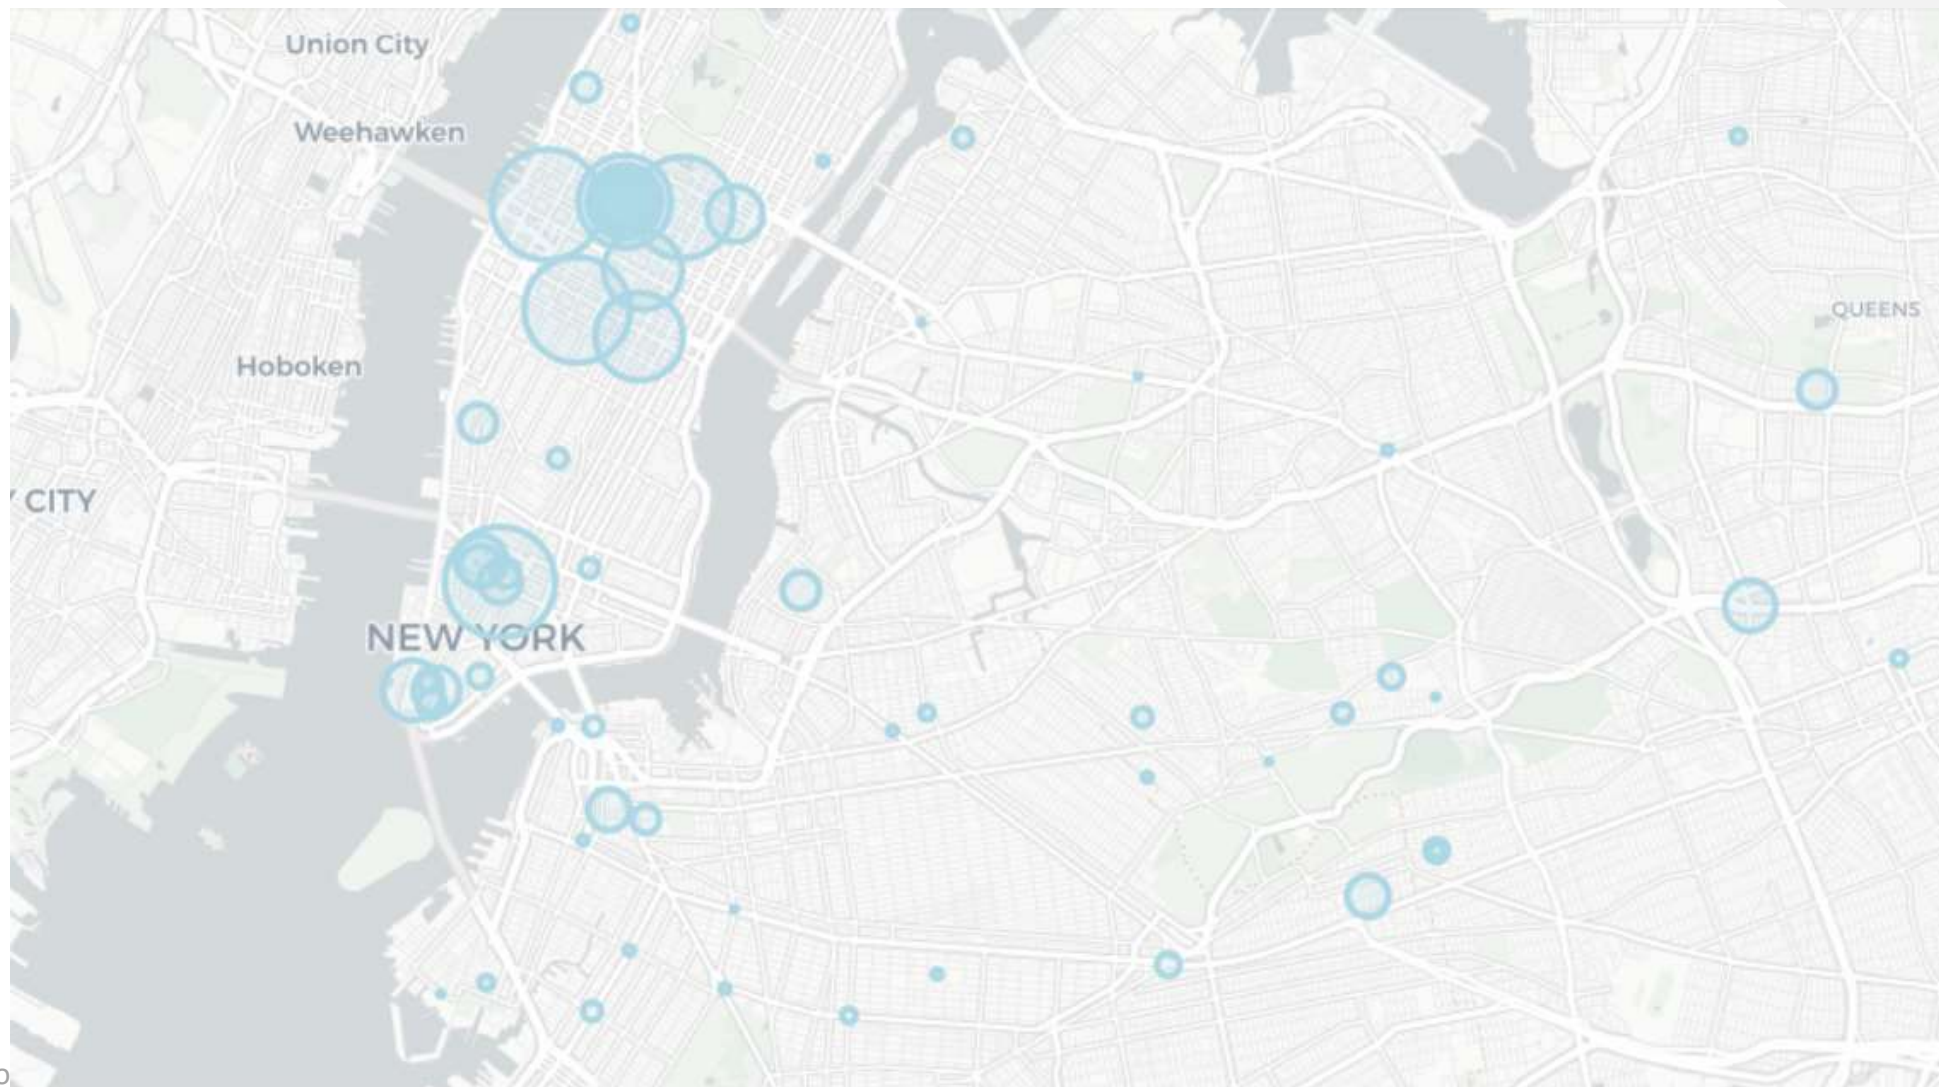 Union City
Weehawken
QUEENS
Hoboken
CITY
NEW YORK